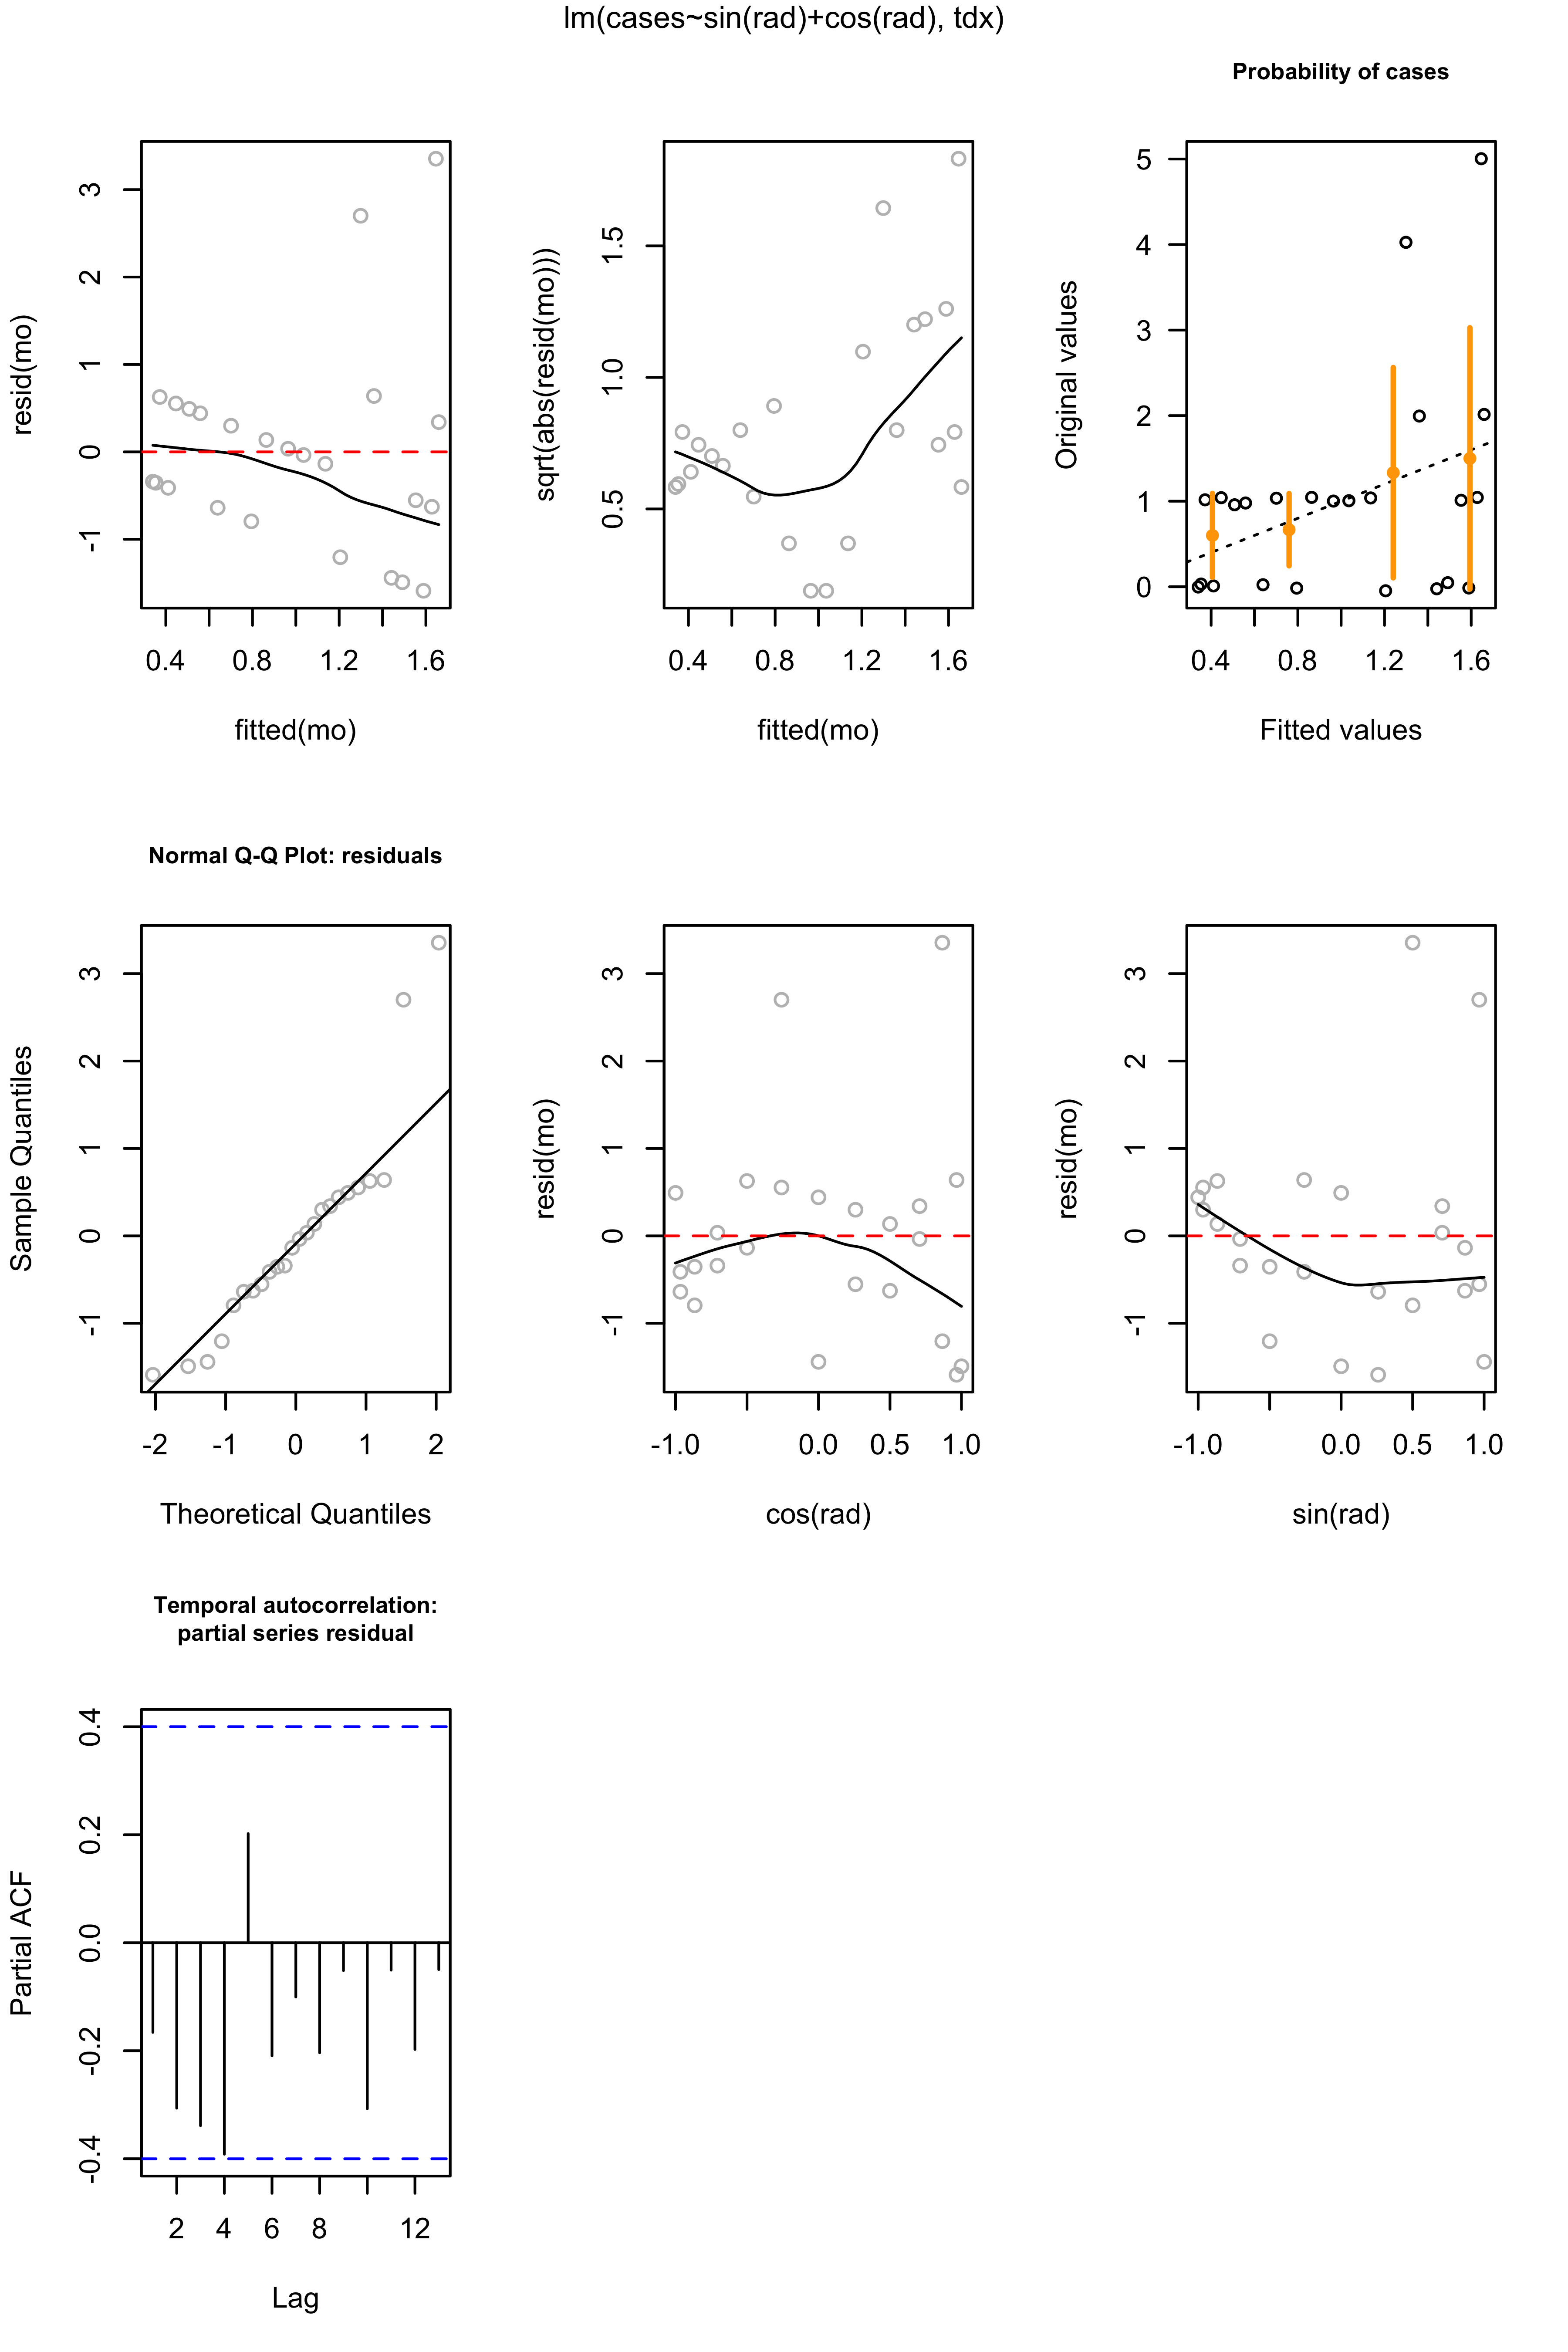 lm(cases~sin(rad)+cos(rad), tdx)
resid(mo)
3
2
1
0
-1
0.4 0.8 1.2 1.6
fitted(mo)
sqrt(abs(resid(mo)))
1.5
1.0
0.5
0.4 0.8 1.2 1.6
fitted(mo)
Probability of cases
Original values
5
4
3
2
1
0
0.4 0.8 1.2 1.6
Fitted values
Normal Q-Q Plot: residuals
Sample Quantiles
3
2
1
0
-1
-2 -1 0 1 2
Theoretical Quantiles
resid(mo)
3
2
1
0
-1
-1.0 0.0 0.5 1.0
cos(rad)
resid(mo)
3
2
1
0
-1
-1.0 0.0 0.5 1.0
sin(rad)
Temporal autocorrelation:
partial series residual
Partial ACF
0.4
0.2
0.0
-0.2
-0.4
2 4 6 8 12
Lag